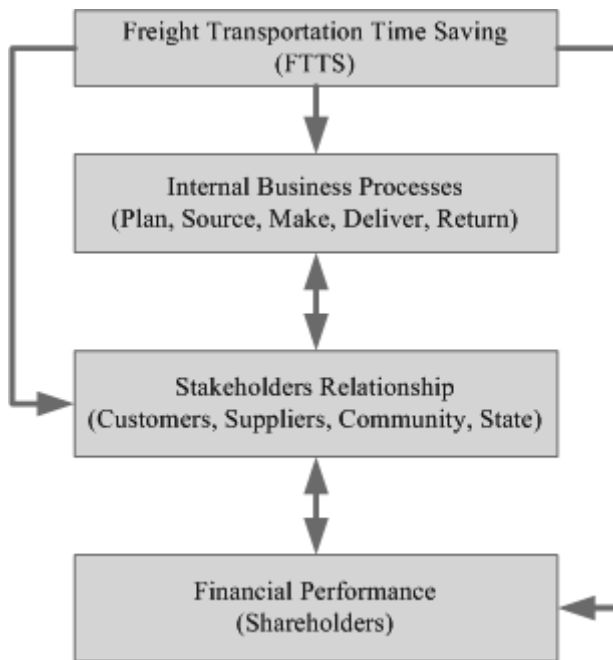 Freight Transportation Time Saving
(FTTS)
Internal Business Processes
(Plan, Source, Make, Deliver, Return)
Stakeholders Relationship
(Customers, Suppliers, Community, State)
Financial Performance
(Shareholders)